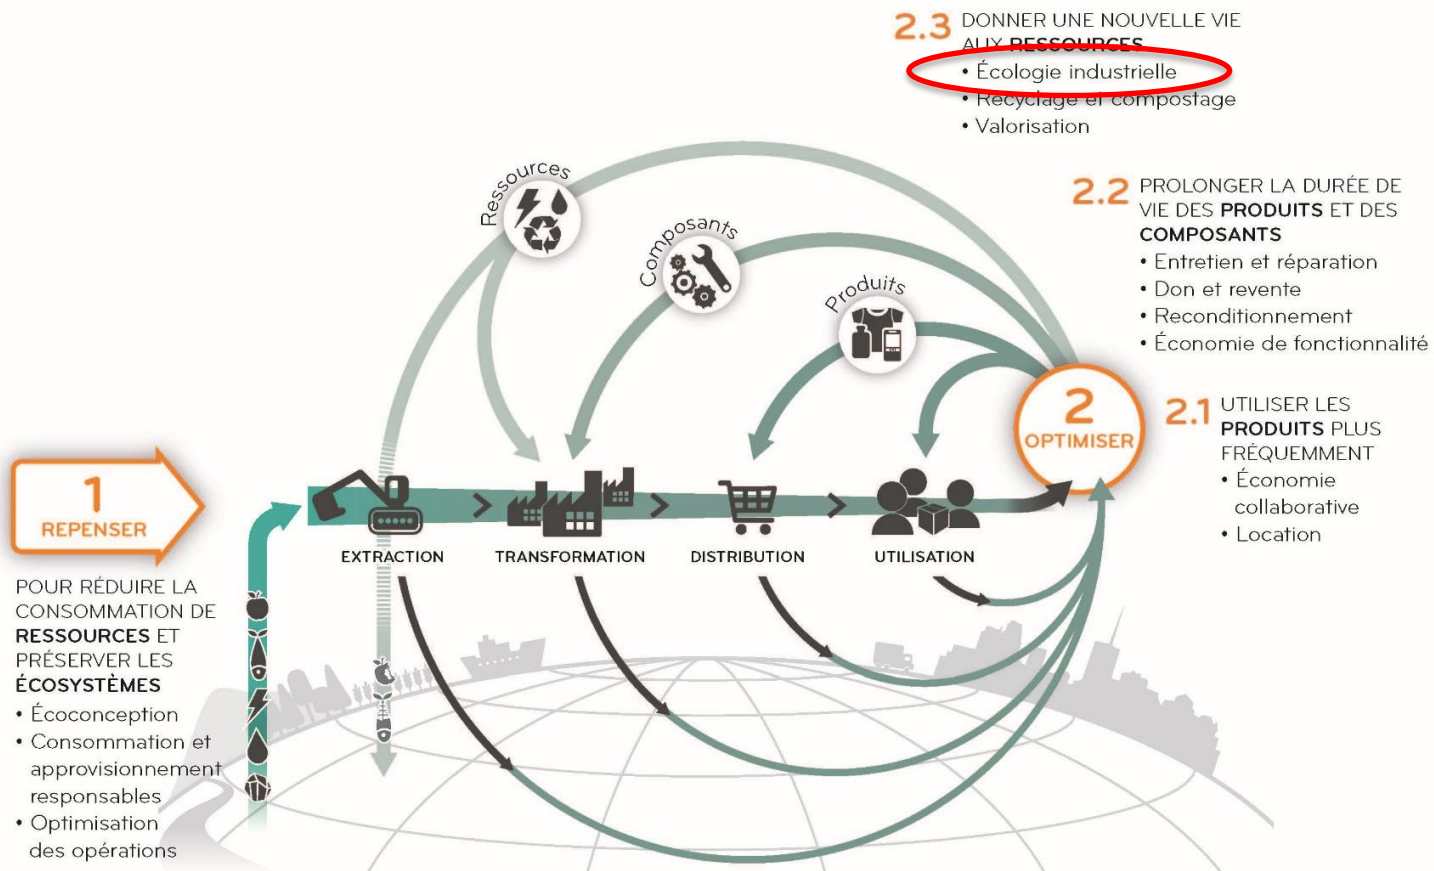 2.3 DONNER UNE NOUVELLE VIE
AUX RESSOURCES
• Écologie industrielle
• Recyclage et compostage
• Valorisation
2.2 PROLONGER LA DURÉE DE
VIE DES PRODUITS ET DES
COMPOSANTS
• Entretien et réparation
• Don et revente
• Reconditionnement
• Économie de fonctionnalité
2.1 UTILISER LES
PRODUITS PLUS
FRÉQUEMMENT
• Économie
collaborative
• Location
Ressources
Composants
Produits
2
OPTIMISER
1
REPENSER
EXTRACTION
TRANSFORMATION
DISTRIBUTION
UTILISATION
POUR RÉDUIRE LA
CONSOMMATION DE
RESSOURCES ET
PRÉSERVER LES
ÉCOSYSTÈMES
• Écoconception
• Consommation et
approvisionnement
responsables
• Optimisation
des opérations